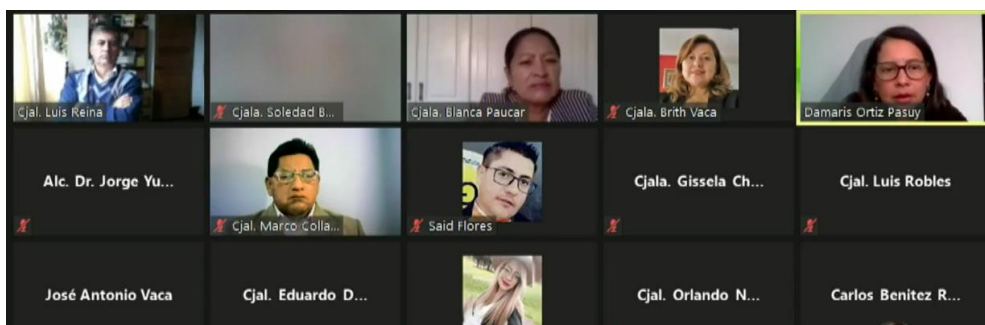 Cjal. Luis Reina
Cjala. Soledad B...
Cjala. Blanca Paucar
Cjala. Brith Vaca
Damaris Ortiz Pasuy
Alc. Dr. Jorge Yu...
Cjal. Marco Colla...
Said Flores
Cjala. Gissela Ch...
Cjal. Luis Robles
José Antonio Vaca
Cjal. Eduardo D...
Cjal. Orlando N...
Carlos Benitez R...